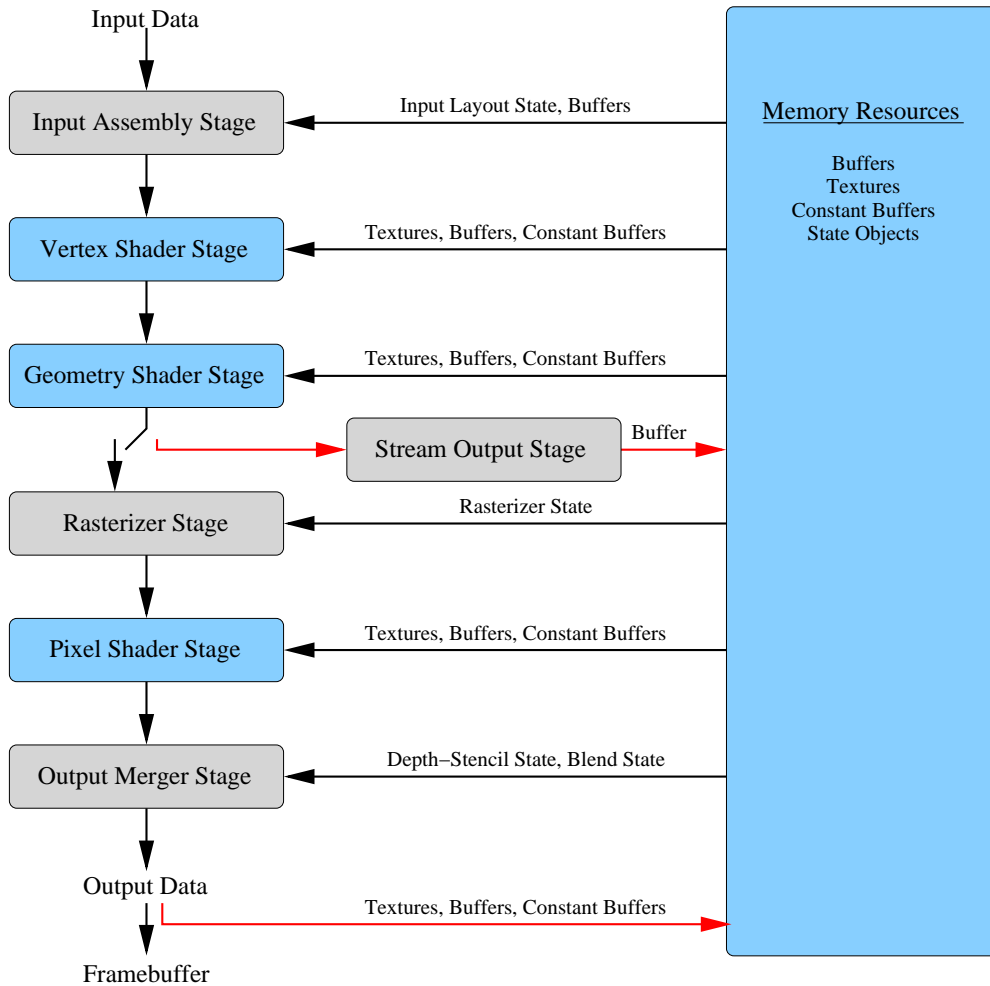 Input Data
Input Assembly Stage
Input Layout State, Buffers
Memory Resources
Buffers
Textures
Constant Buffers
State Objects
Vertex Shader Stage
Textures, Buffers, Constant Buffers
Geometry Shader Stage
Textures, Buffers, Constant Buffers
Stream Output Stage
Buffer
Rasterizer Stage
Rasterizer State
Pixel Shader Stage
Textures, Buffers, Constant Buffers
Output Merger Stage
Depth−Stencil State, Blend State
Output Data
Textures, Buffers, Constant Buffers
Framebuffer